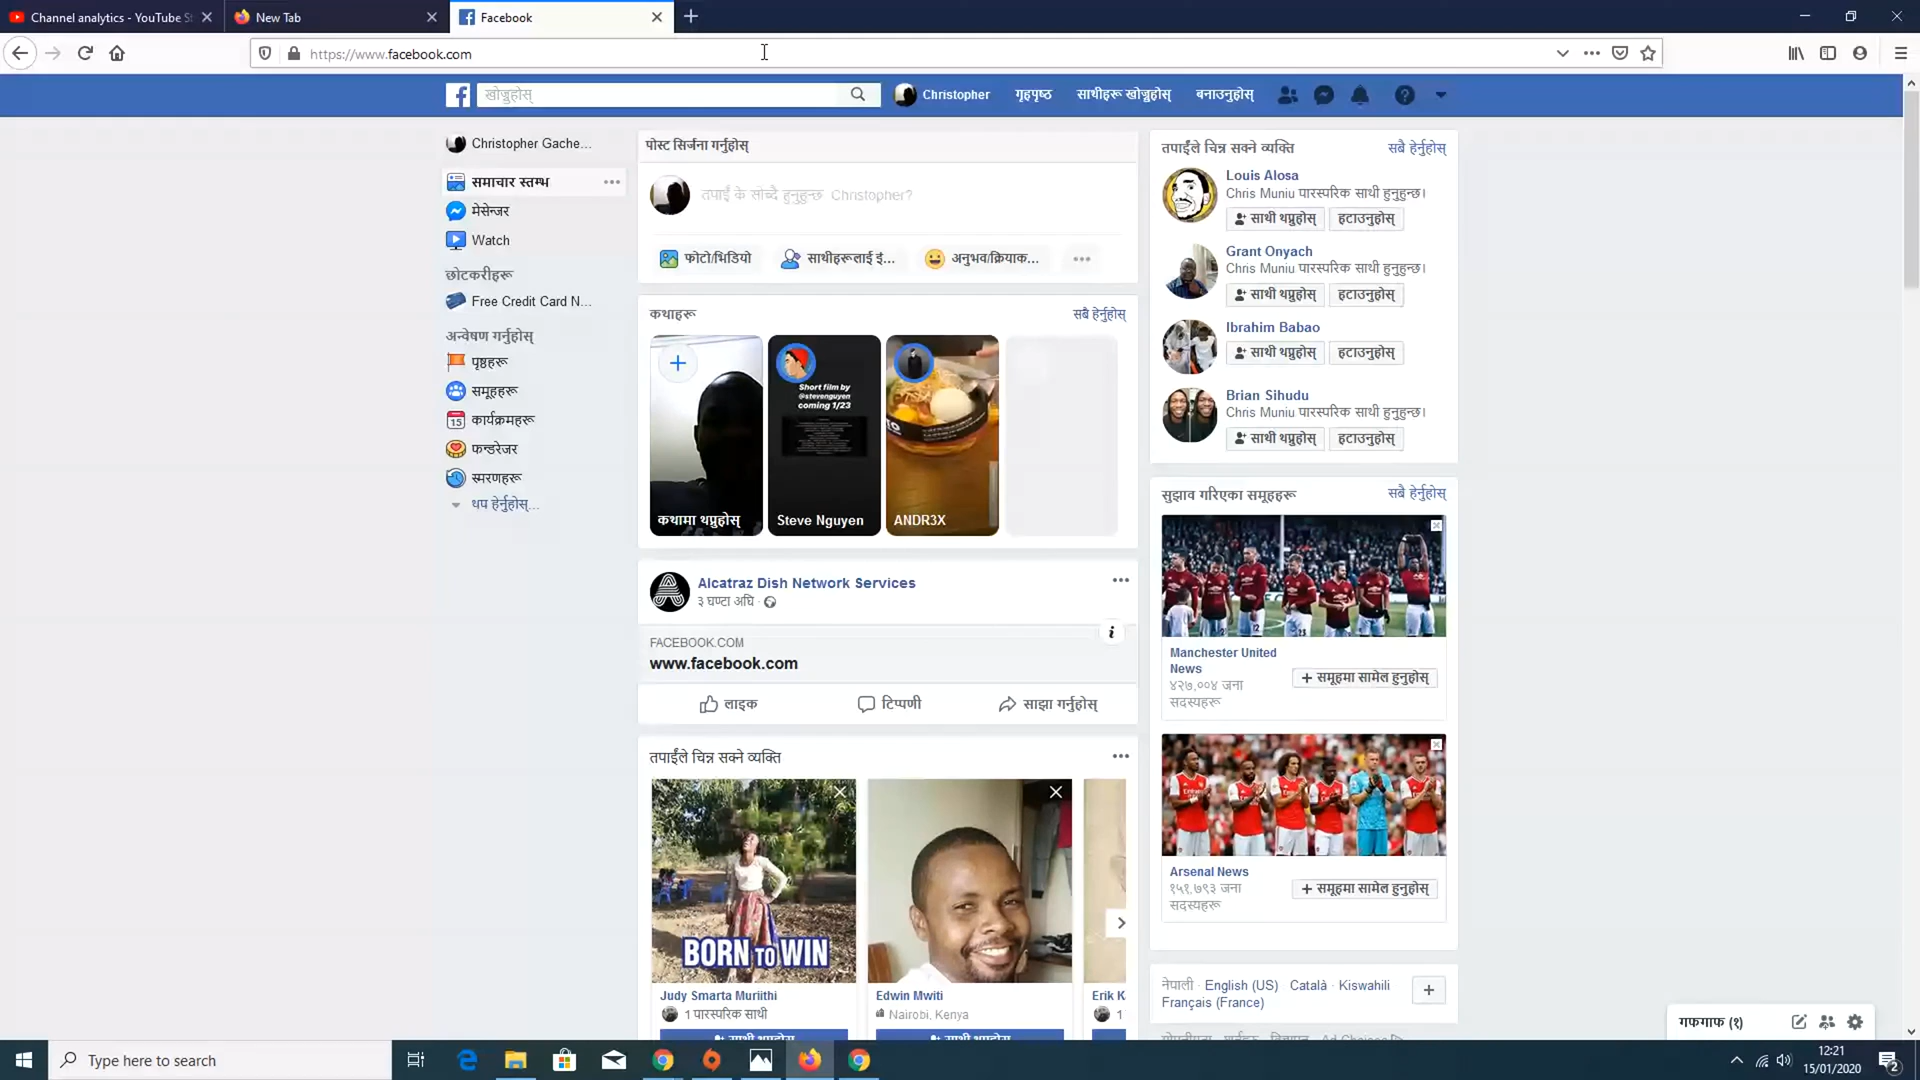 Channel analytics - YouTube S
New Tab
Facebook
https://www.facebook.com
खोज्नुहोस्
Christopher
गृहपृष्ठ
साथीहरू खोज्नुहोस्
बनाउनुहोस्
Christopher Gache...
समाचार स्तम्भ
मेसेन्जर
Watch
छोटकरीहरू
Free Credit Card N...
अन्वेषण गर्नुहोस्
पृष्ठहरू
समूहहरू
15
कार्यक्रमहरू
फन्डरेजर
स्मरणहरू
थप हेर्नुहोस्...
पोस्ट सिर्जना गर्नुहोस्
तपाईं के सोच्दै हुनुहुन्छ Christopher?
फोटो/भिडियो
साथीहरूलाई ई...
अनुभव/क्रियाक...
कथाहरू
सबै हेर्नुहोस्
Short film by
@stevenguyen
coming 1/23
कथामा थप्नुहोस्
Steve Nguyen
ANDR3X
Alcatraz Dish Network Services
३ घण्टा अघि ·
FACEBOOK.COM
www.facebook.com
लाइक
टिप्पणी
साझा गर्नुहोस्
तपाईंले चिन्न सक्ने व्यक्ति
BORN TO WIN
Judy Smarta Muriithi
1 पारस्परिक साथी
साथी थप्नुहोस्
Edwin Mwiti
Nairobi, Kenya
साथी थप्नुहोस्
Erik K
1
तपाईंले चिन्न सक्ने व्यक्ति
सबै हेर्नुहोस्
Louis Alosa
Chris Muniu पारस्परिक साथी हुनुहुन्छ।
साथी थप्नुहोस्
हटाउनुहोस्
Grant Onyach
Chris Muniu पारस्परिक साथी हुनुहुन्छ।
साथी थप्नुहोस्
हटाउनुहोस्
Ibrahim Babao
साथी थप्नुहोस्
हटाउनुहोस्
Brian Sihudu
Chris Muniu पारस्परिक साथी हुनुहुन्छ।
साथी थप्नुहोस्
हटाउनुहोस्
सुझाव गरिएका समूहहरू
सबै हेर्नुहोस्
Manchester United
News
४२७,००४ जना
सदस्यहरू
+ समूहमा सामेल हुनुहोस्
Arsenal News
१५१,७९३ जना
सदस्यहरू
+ समूहमा सामेल हुनुहोस्
नेपाली · English (US) · Català · Kiswahili ·
Français (France)
गफगाफ (१)
Type here to search
12:21
15/01/2020
2